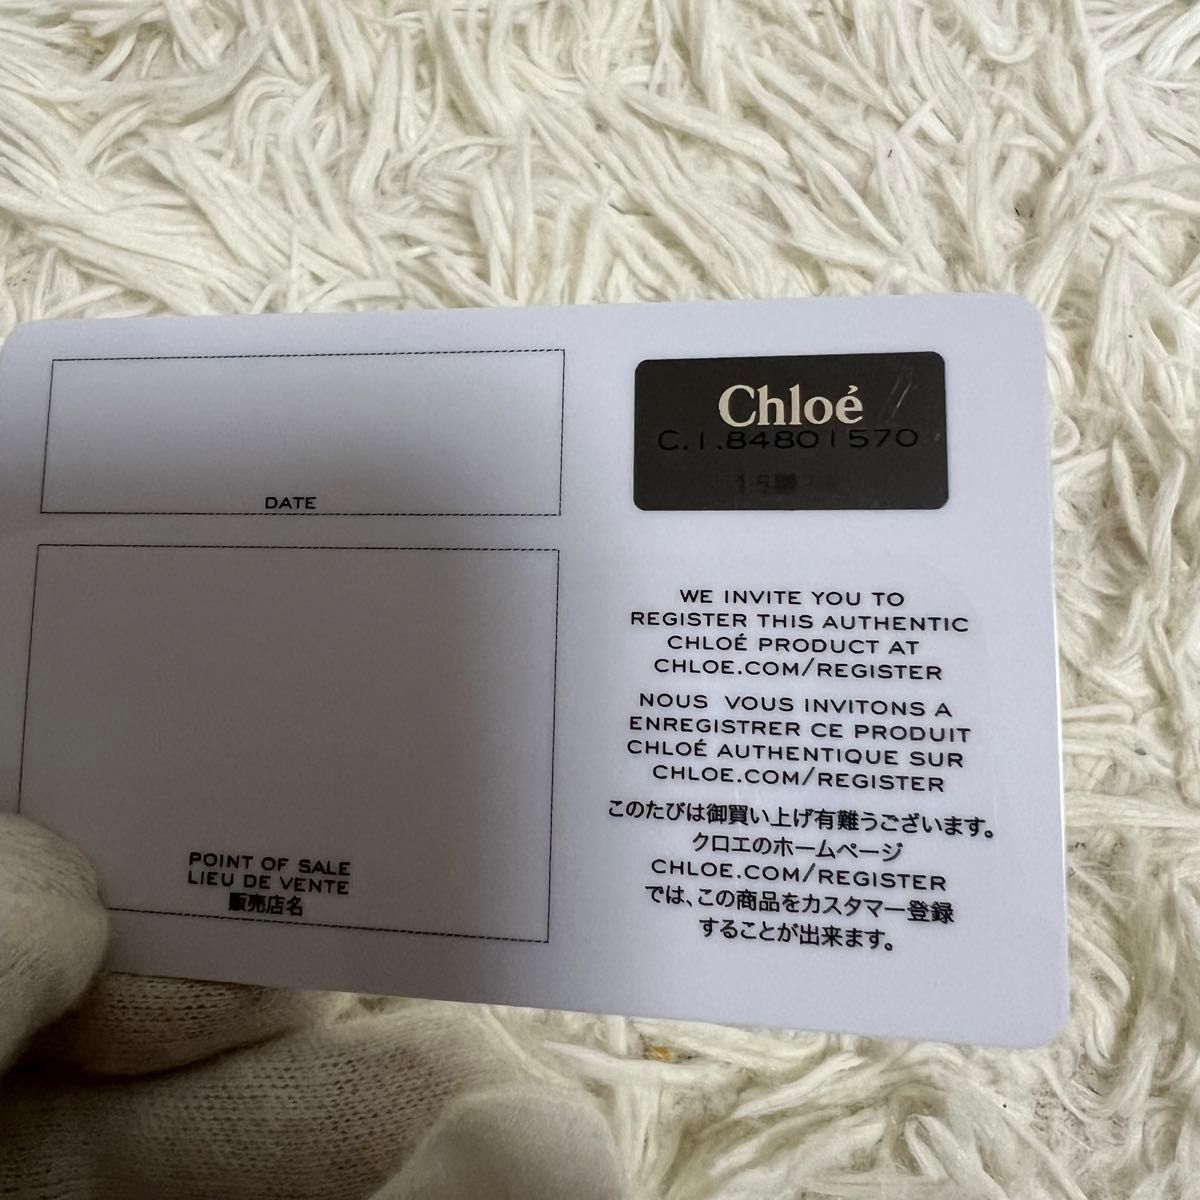 DATE
POINT OF SALE
LIEU DE VENTE
販売店名
Chloé
C.I.84801570
WE INVITE YOU TO
REGISTER THIS AUTHENTIC
CHLOÉ PRODUCT AT
CHLOE.COM/REGISTER
NOUS VOUS INVITONS A
ENREGISTRER CE PRODUIT
CHLOÉ AUTHENTIQUE SUR
CHLOE.COM/REGISTER
このたびは御買い上げ有難うございます。
クロエのホームページ
CHLOE.COM/REGISTER
では、この商品をカスタマー登録
することが出来ます。